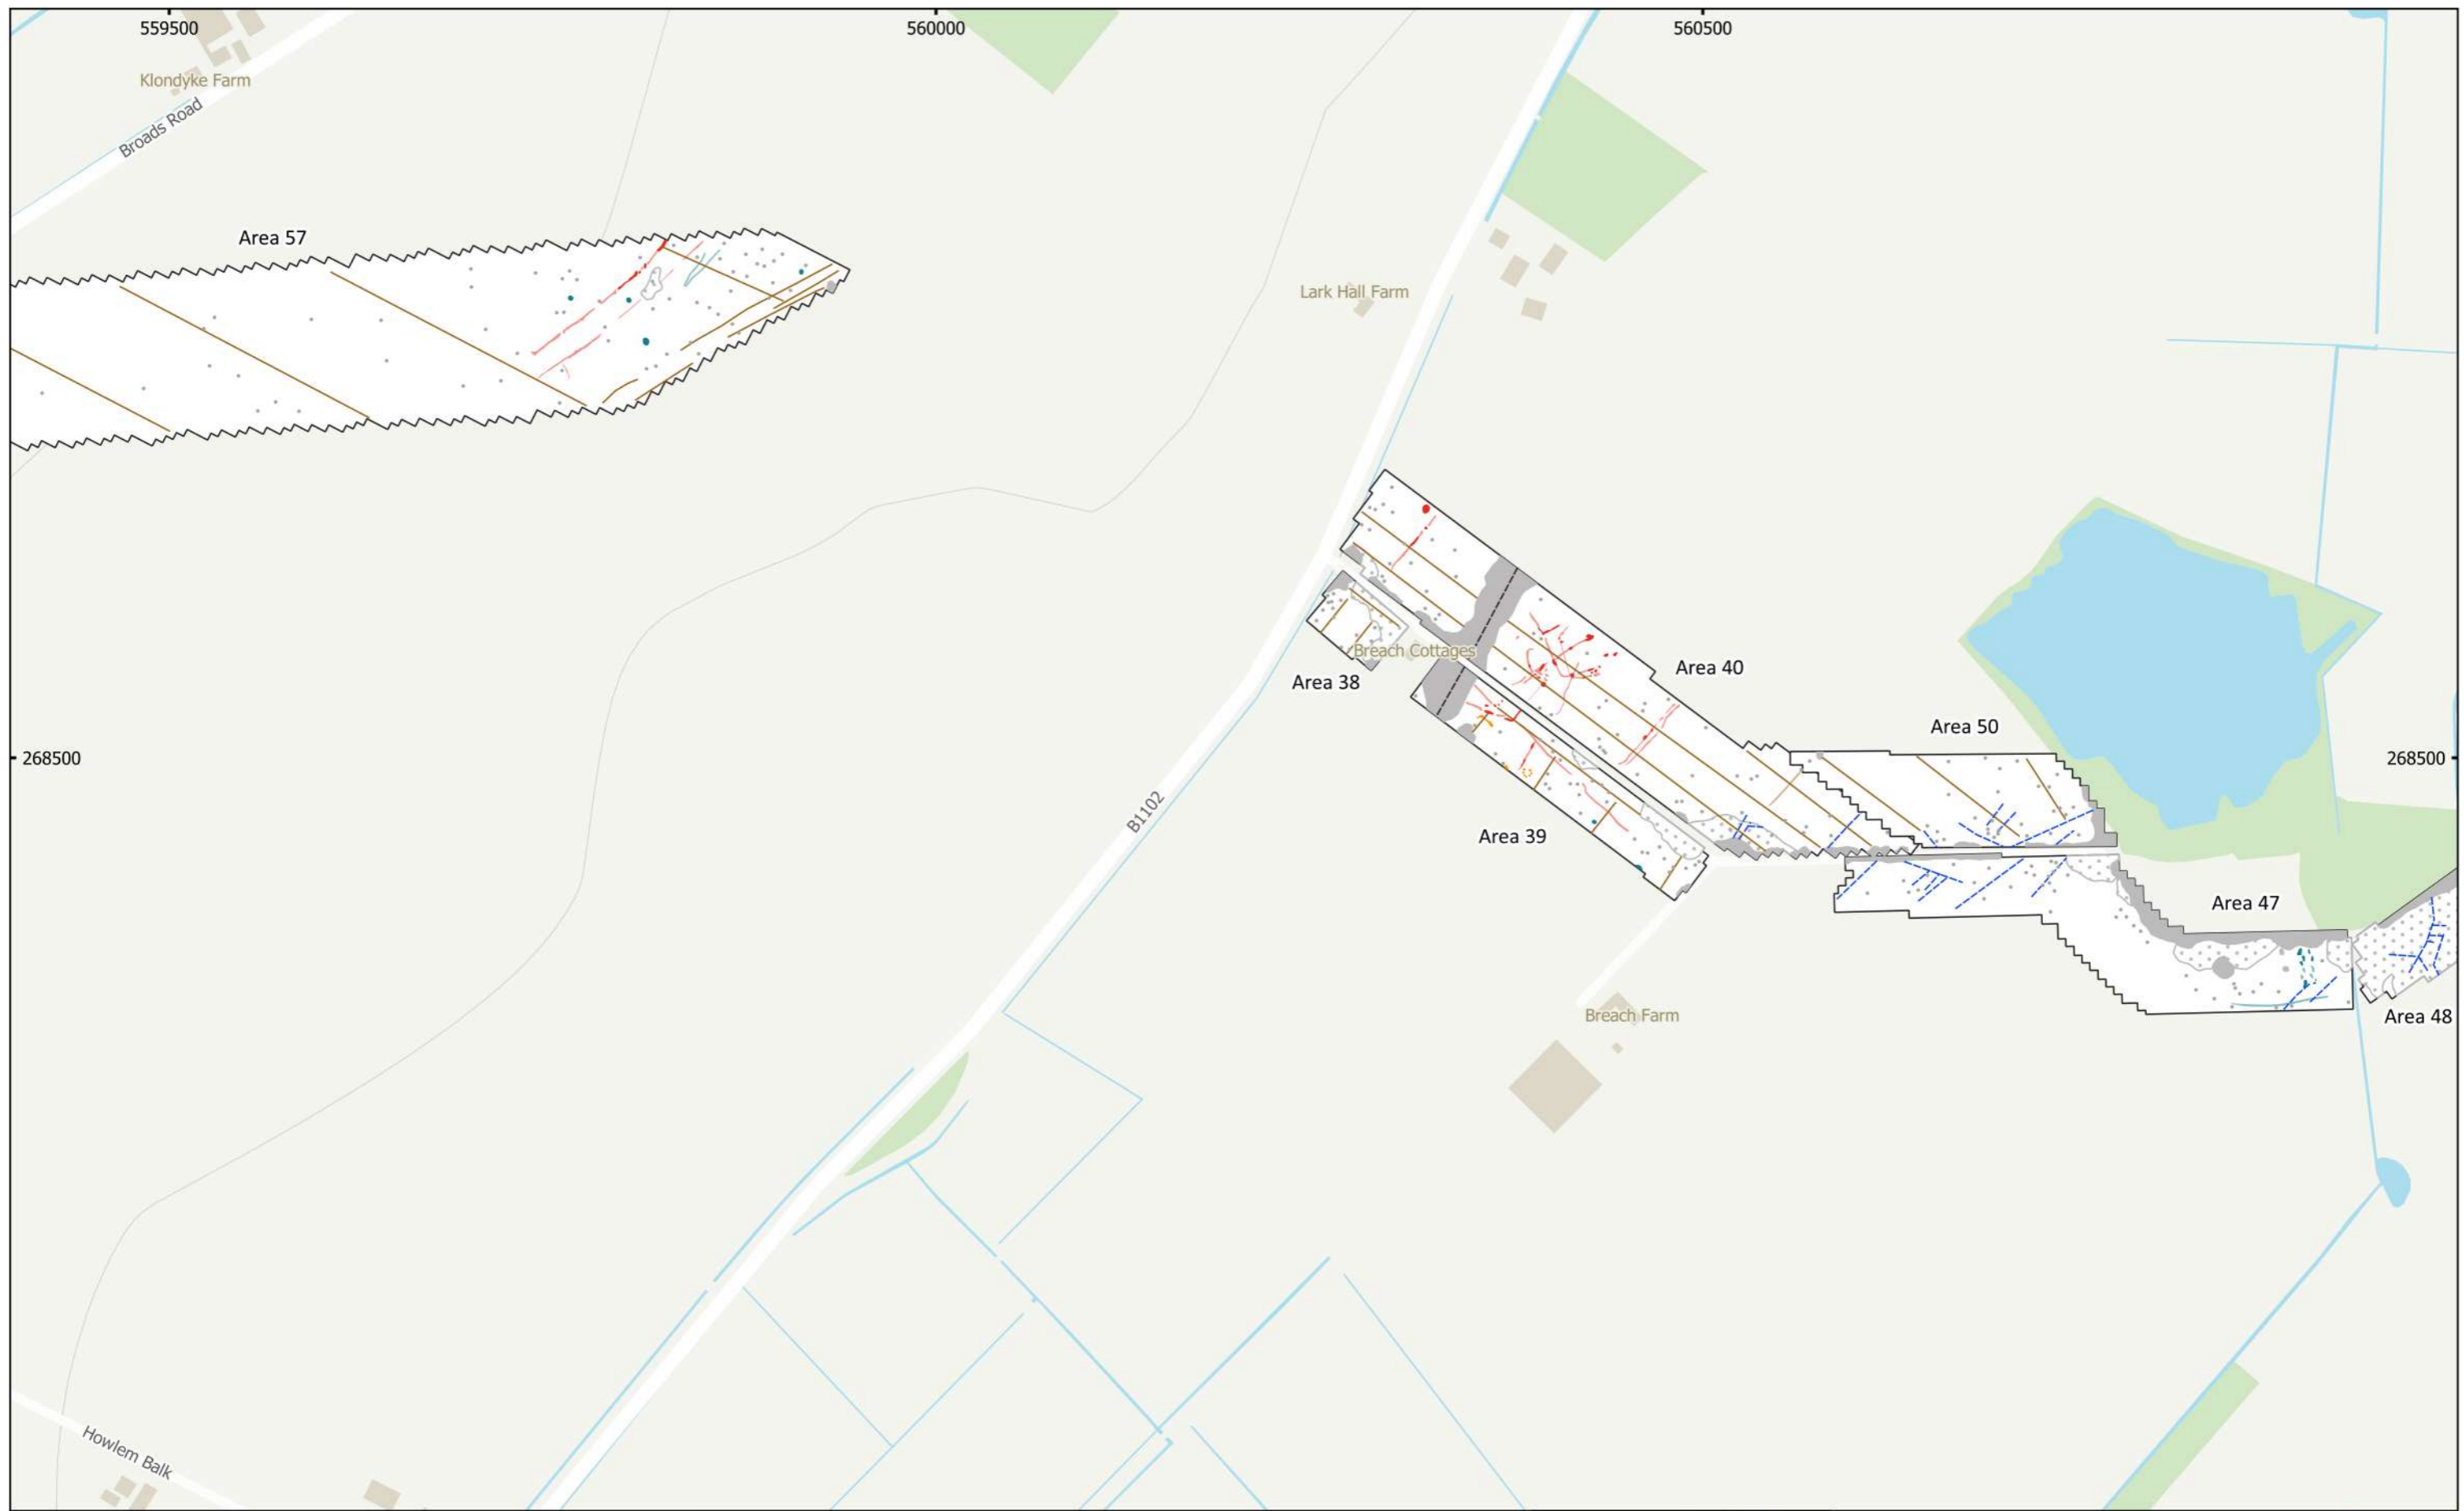 559500
560000
560500
Klondyke Farm
Broads Road
Area 57
Lark Hall Farm
Breach Cottages
Area 38
Area 40
Area 50
268500
268500
B1102
Area 39
Area 47
Breach Farm
Area 48
Howlem Balk